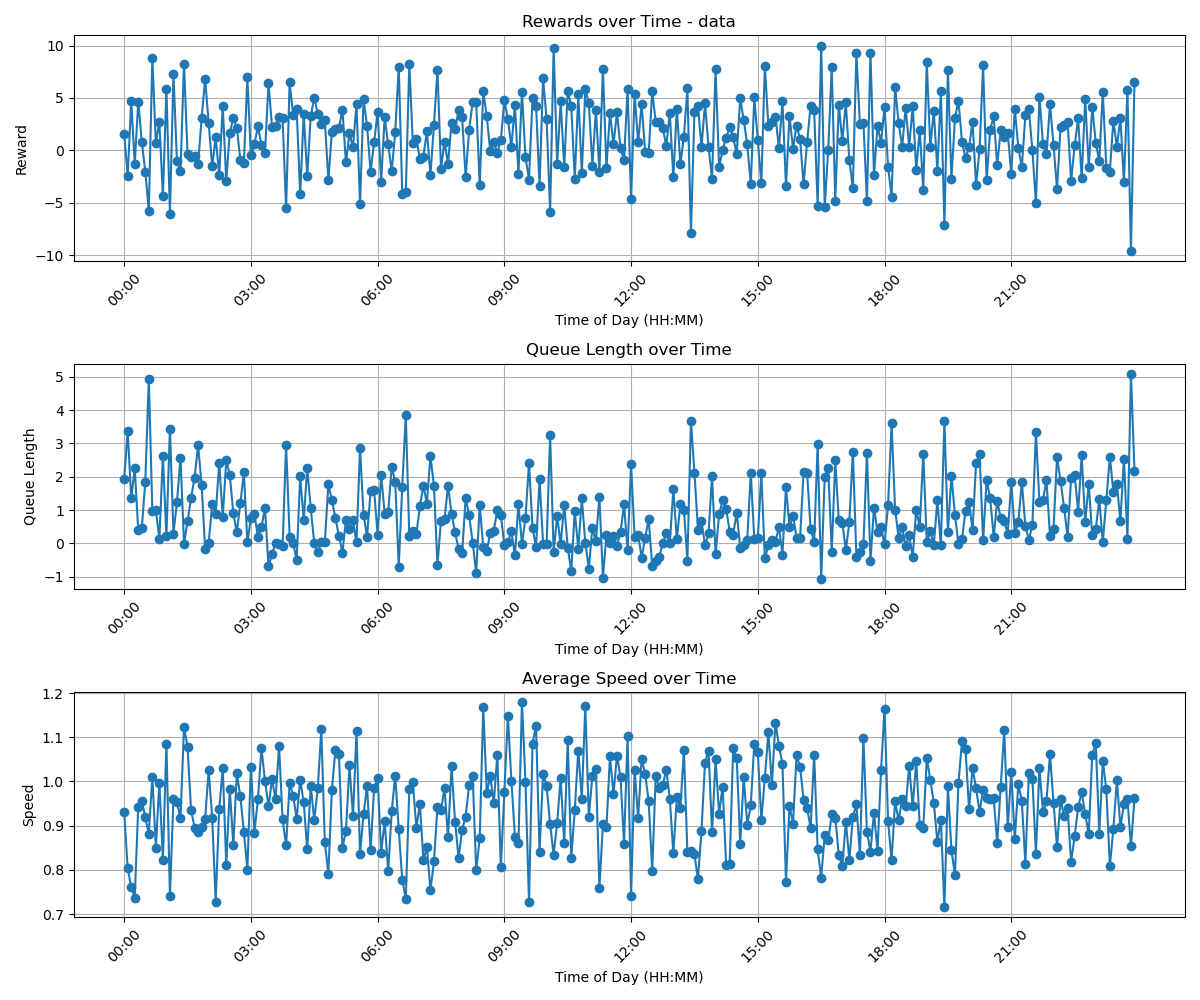 Rewards over Time - data
10
5
0
−5
−10
Reward
00:00 03:00 06:00 09:00 12:00 15:00 18:00 21:00
Time of Day (HH:MM)
Queue Length over Time
5
4
3
2
1
0
−1
Queue Length
00:00 03:00 06:00 09:00 12:00 15:00 18:00 21:00
Time of Day (HH:MM)
Average Speed over Time
1.2
1.1
1.0
0.9
0.8
0.7
Speed
00:00 03:00 06:00 09:00 12:00 15:00 18:00 21:00
Time of Day (HH:MM)